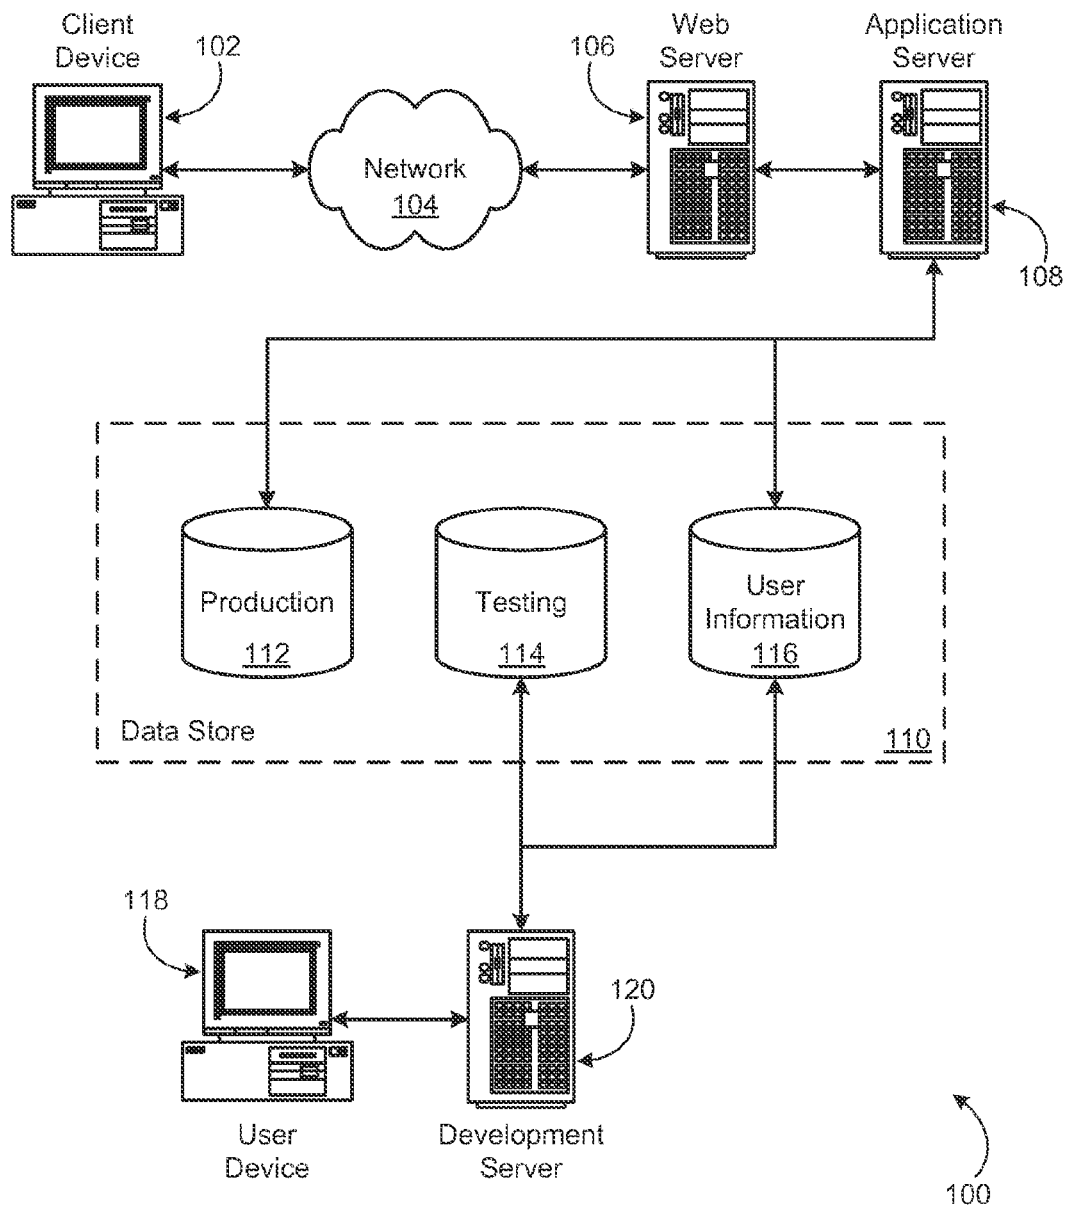 Client
Device
102
Network
104
106
Web
Server
Application
Server
108
Production
112
Testing
114
User
Information
116
Data Store
110
118
User
Device
Development
Server
120
100